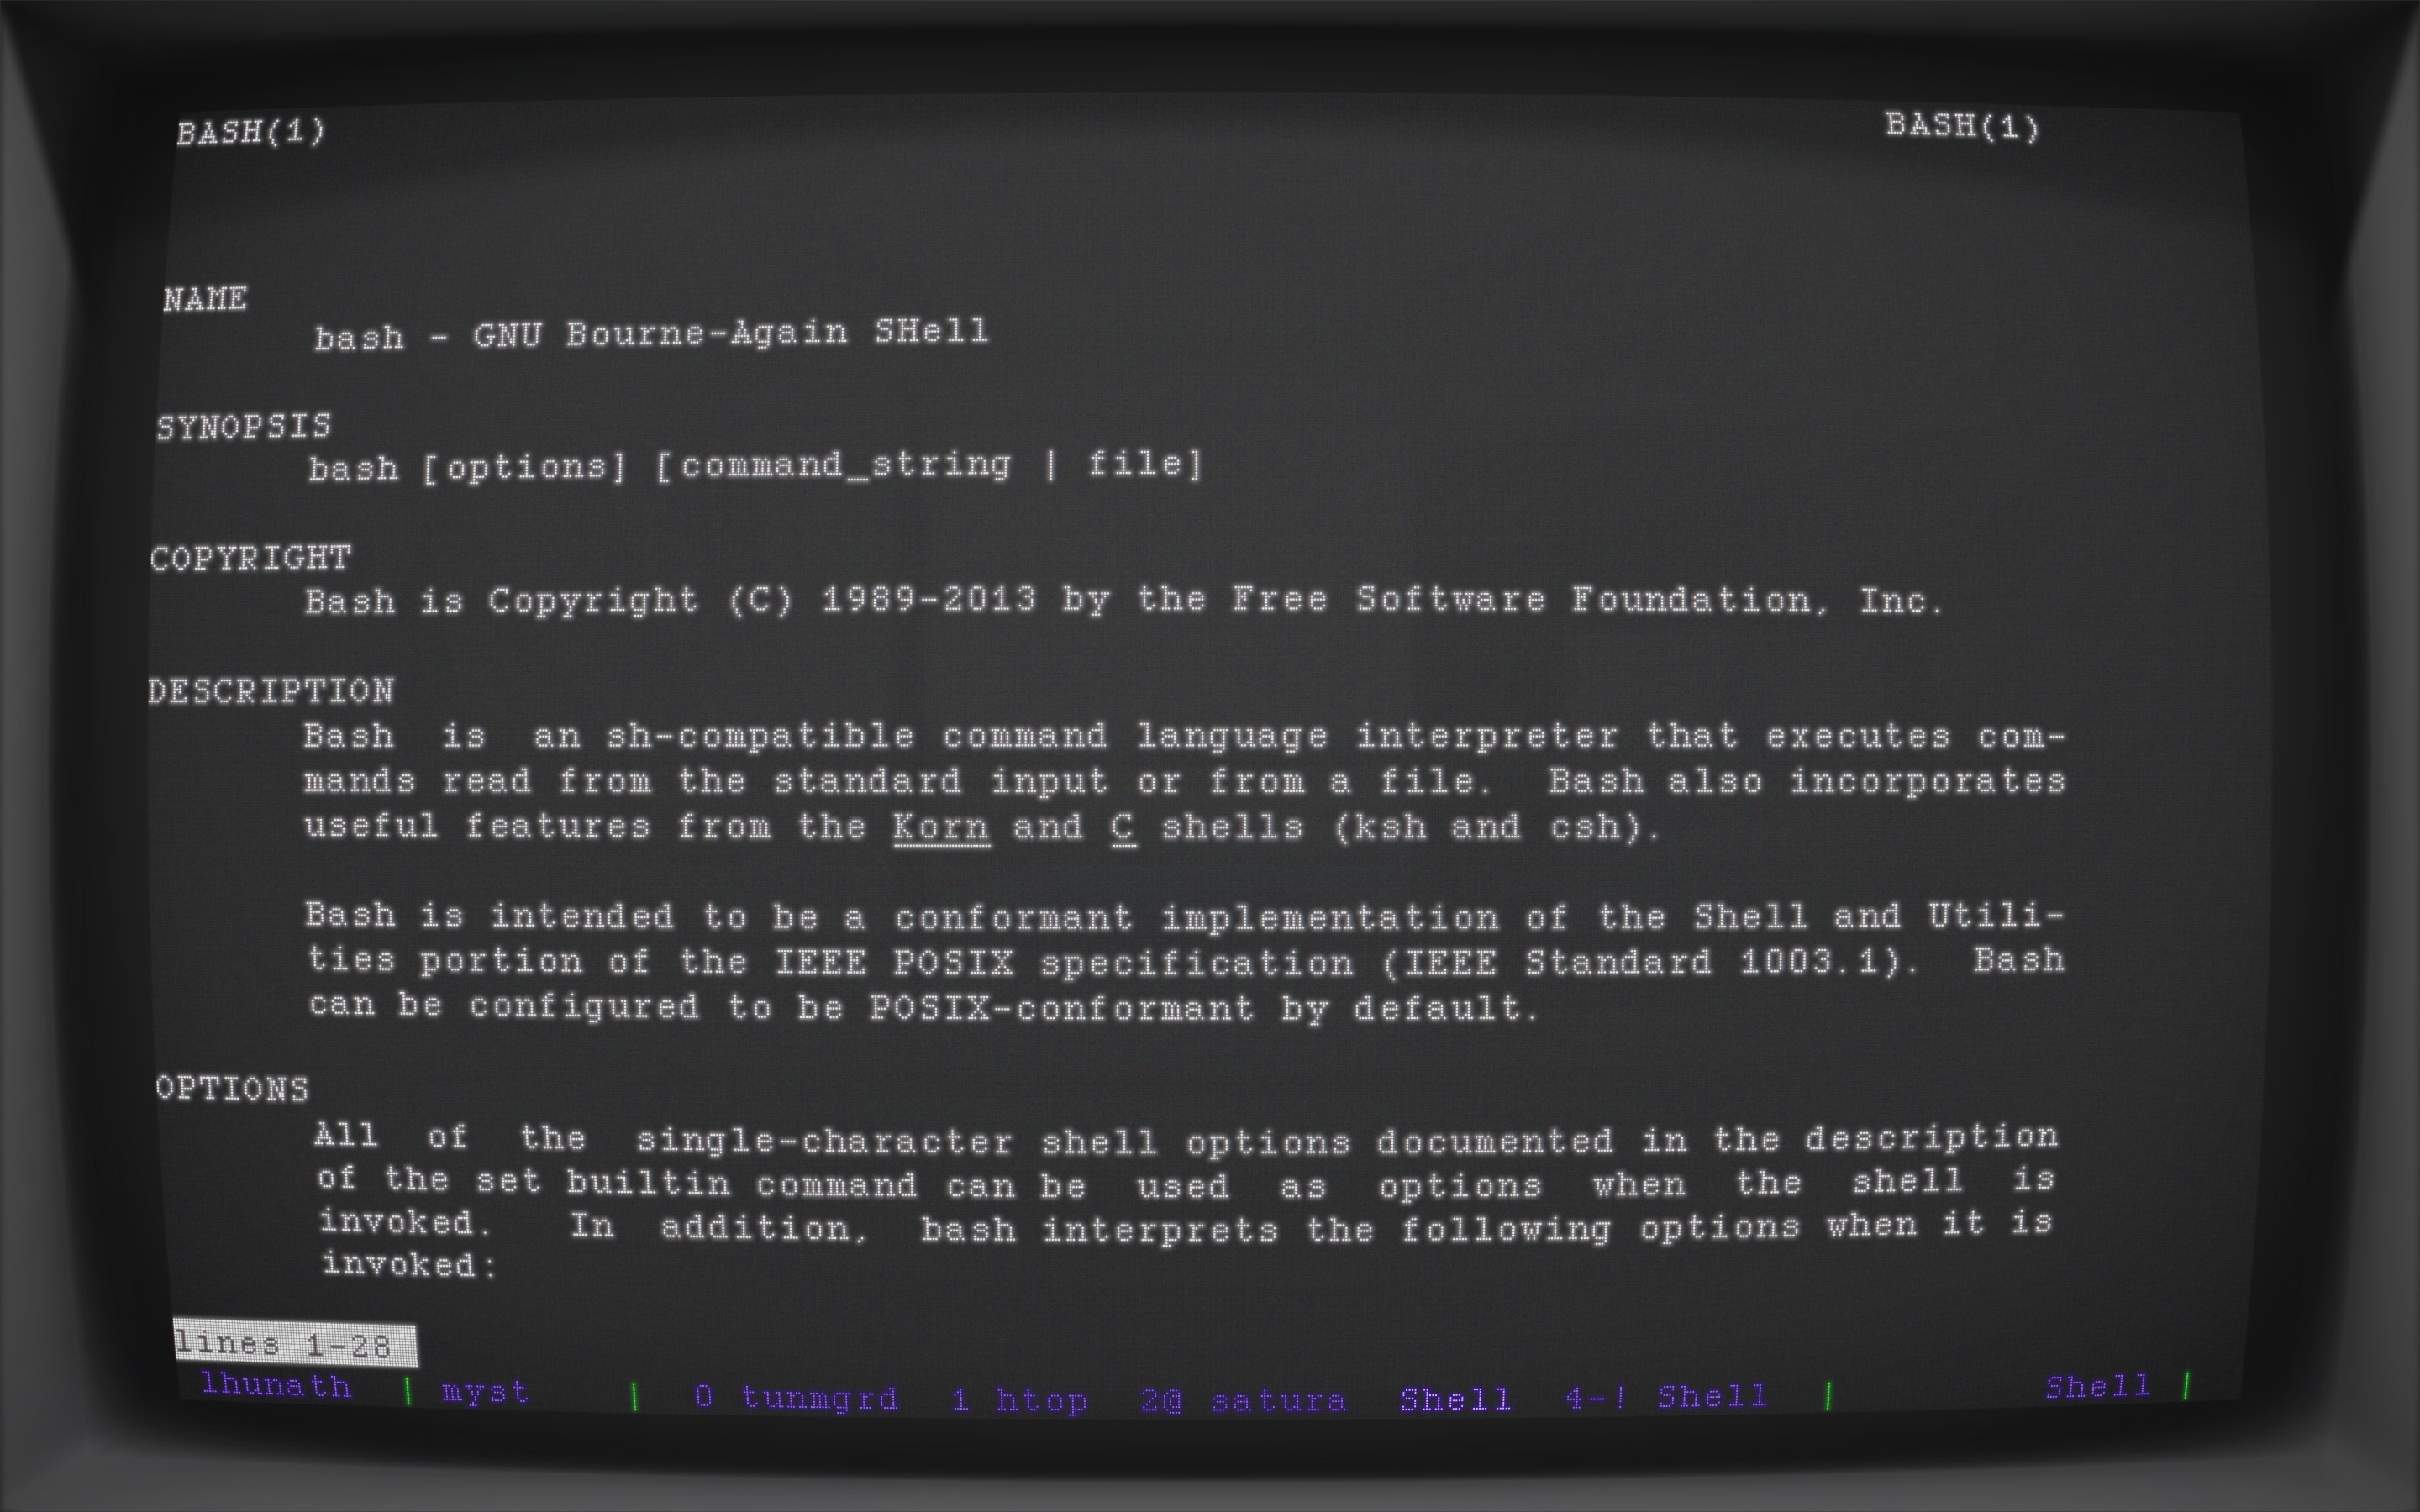 BASH(1) BASH(1)
NAME
bash - GNU Bourne-Again SHell
SYNOPSIS
bash [options] [command_string | file]
COPYRIGHT
Bash is Copyright (C) 1989-2013 by the Free Software Foundation, Inc.
DESCRIPTION
Bash is an sh-compatible command language interpreter that executes com-
mands read from the standard input or from a file. Bash also incorporates
useful features from the Korn and C shells (ksh and csh).
Bash is intended to be a conformant implementation of the Shell and Utili-
ties portion of the IEEE POSIX specification (IEEE Standard 1003.1). Bash
can be configured to be POSIX-conformant by default.
OPTIONS
All of the single-character shell options documented in the description
of the set builtin command can be used as options when the shell is
invoked. In addition, bash interprets the following options when it is
invoked:
lines 1-28
lhunath | myst | 0 tunmgrd 1 htop 2@ satura Shell 4-! Shell | Shell |